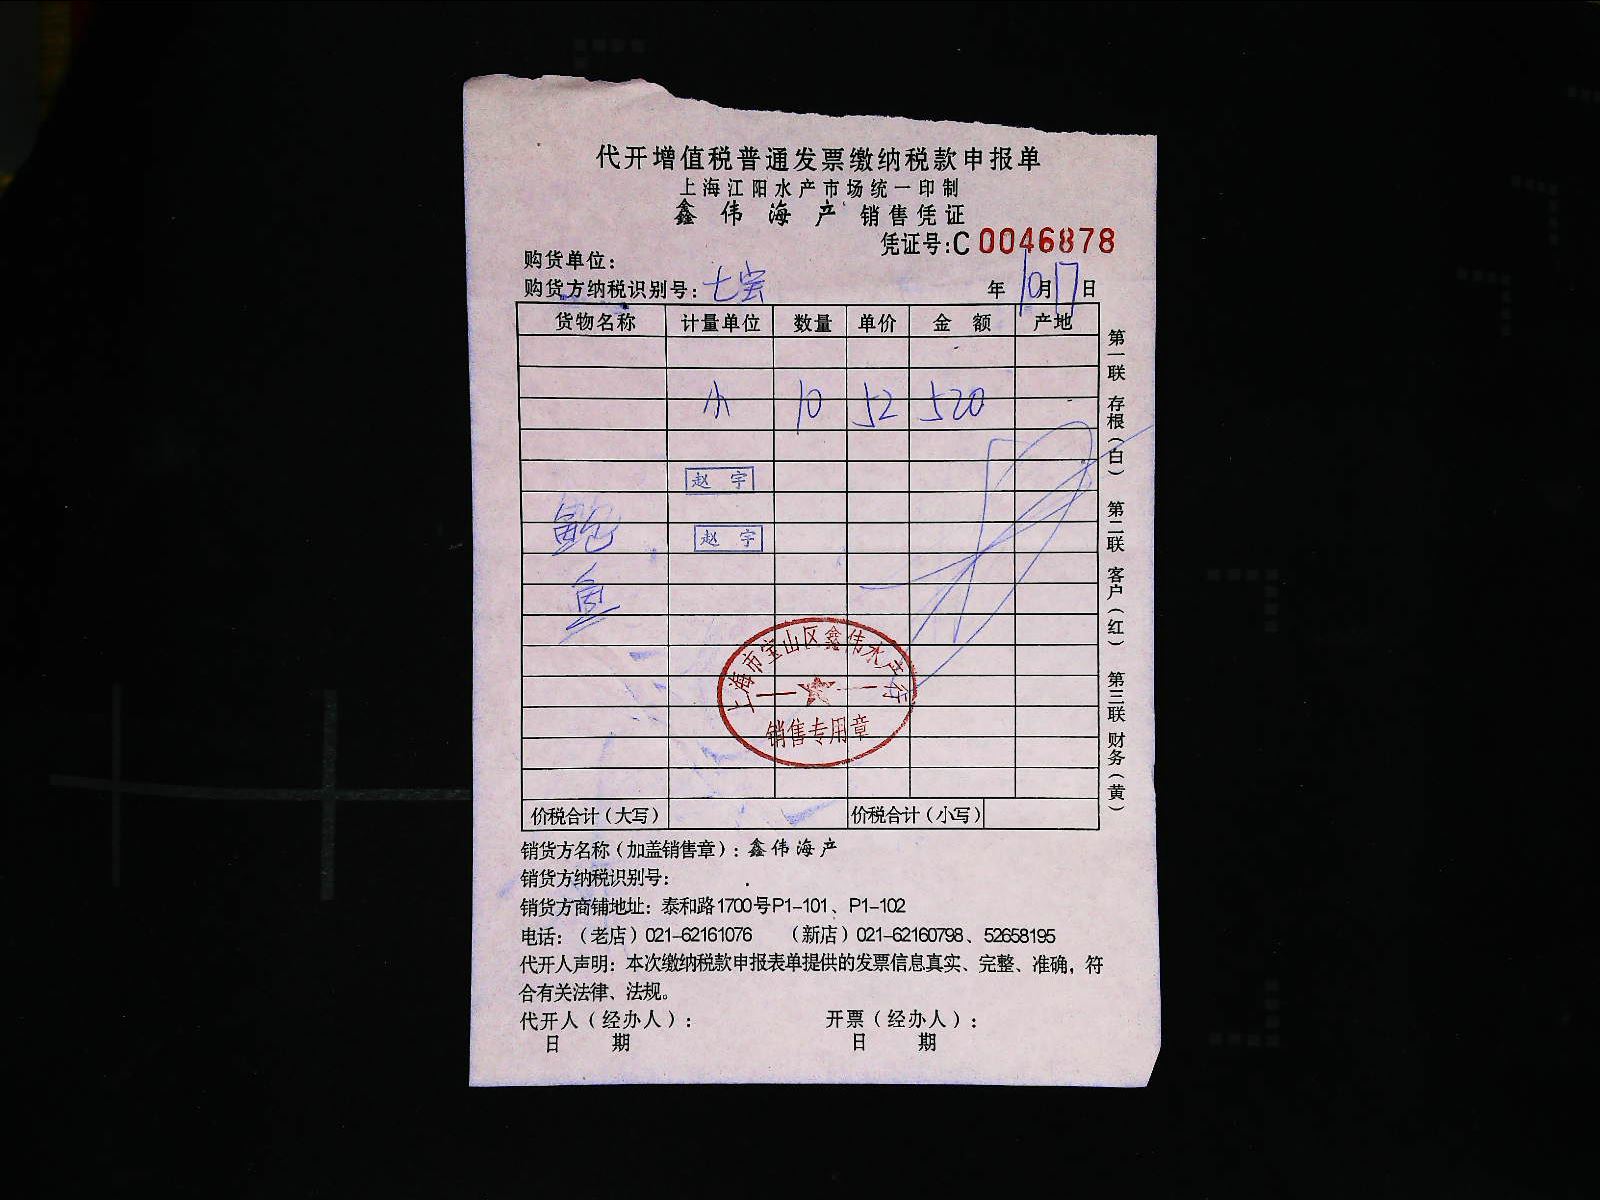 代开增值税普通发票缴纳税款申报单
上海江阳水产市场统一印制
鑫伟海产 销售凭证
凭证号:C 0046878
购货单位:
购货方纳税识别号: 七宝 年10月17日
货物名称 计量单位 数量 单价 金额 产地
小 10 52 520
赵宇
鲍
赵宇
鱼
上海市宝山区鑫伟水产行
销售专用章
价税合计(大写) 价税合计(小写)
第一联 存根(白) 第二联 客户(红) 第三联 财务(黄)
销货方名称(加盖销售章): 鑫伟海产
销货方纳税识别号:
销货方商铺地址: 泰和路1700号P1-101、P1-102
电话:(老店)021-62161076 (新店)021-62160798、52658195
代开人声明: 本次缴纳税款申报表单提供的发票信息真实、完整、准确,符
合有关法律、法规。
代开人(经办人): 开票(经办人):
日 期 日 期